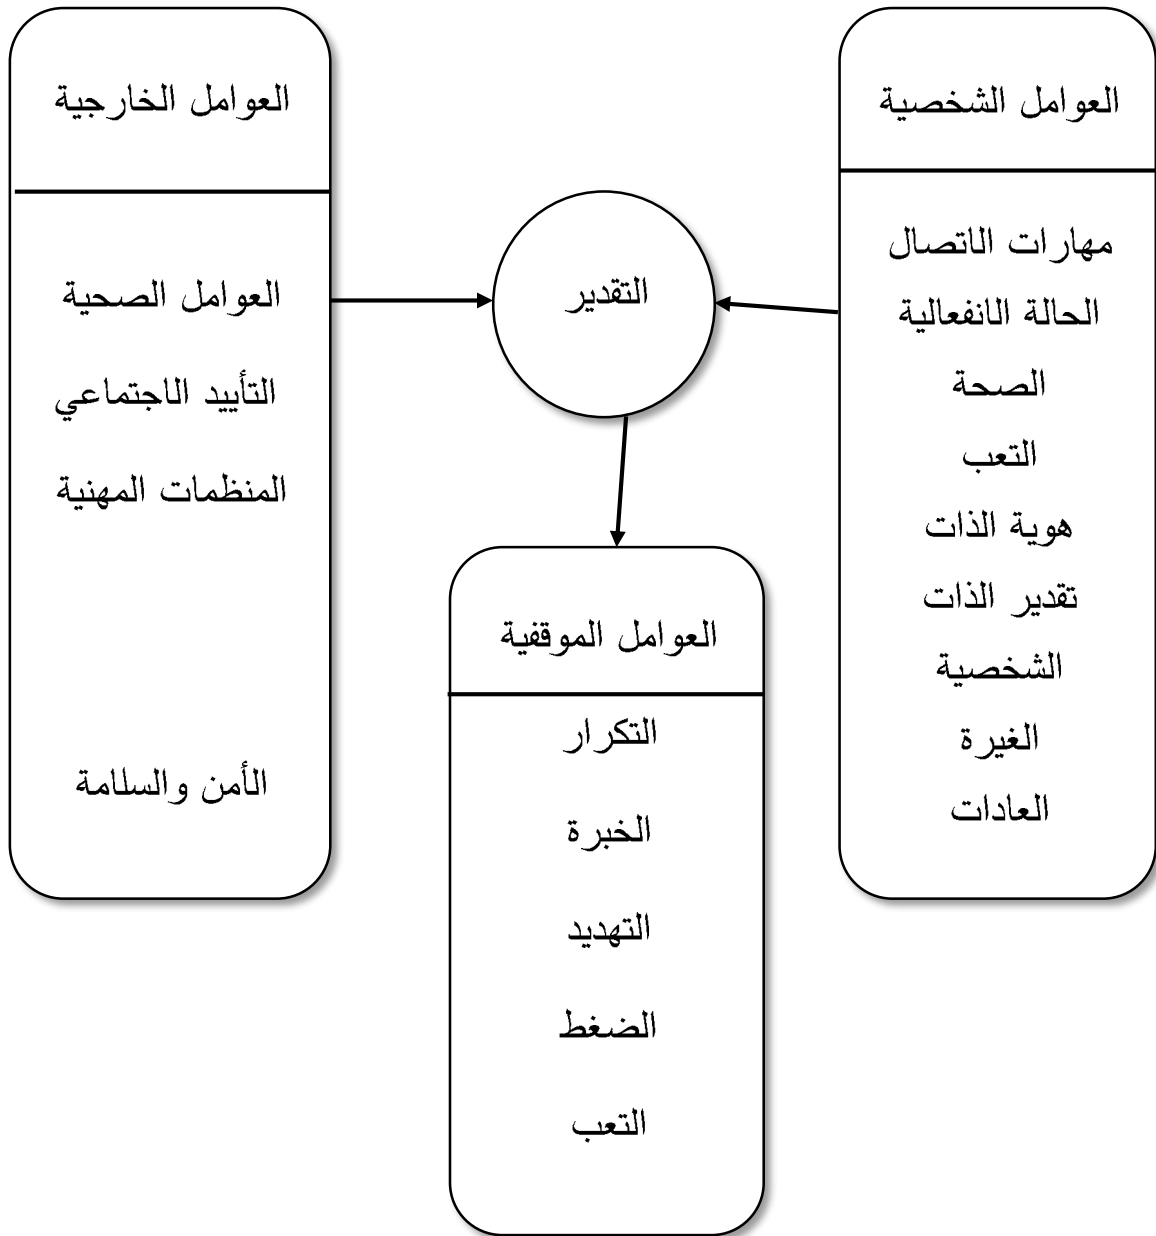 العوامل الشخصية
مهارات الاتصال
الحالة الانفعالية
الصحة
التعب
هوية الذات
تقدير الذات
الشخصية
الغيرة
العادات
التقدير
العوامل الخارجية
العوامل الصحية
التأييد الاجتماعي
المنظمات المهنية
الأمن والسلامة
العوامل الموقفية
التكرار
الخبرة
التهديد
الضغط
التعب